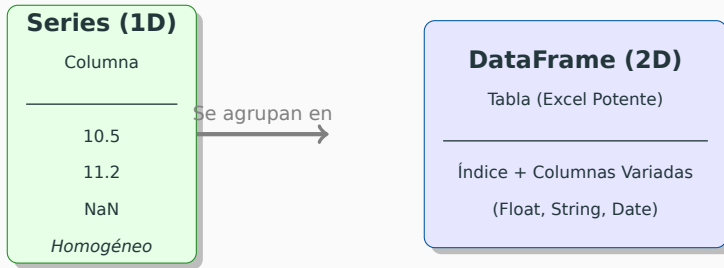 Series (1D)
Columna
10.5
11.2
NaN
Homogéneo
Se agrupan en
DataFrame (2D)
Tabla (Excel Potente)
Índice + Columnas Variadas
(Float, String, Date)